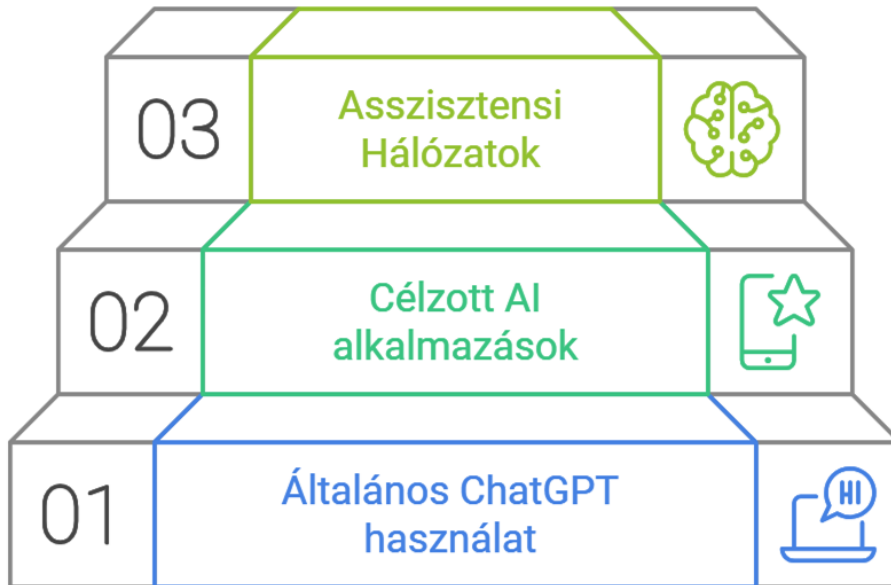 03
Asszisztensi
Hálózatok
02
Célzott AI
alkalmazások
01
Általános ChatGPT
használat
HI